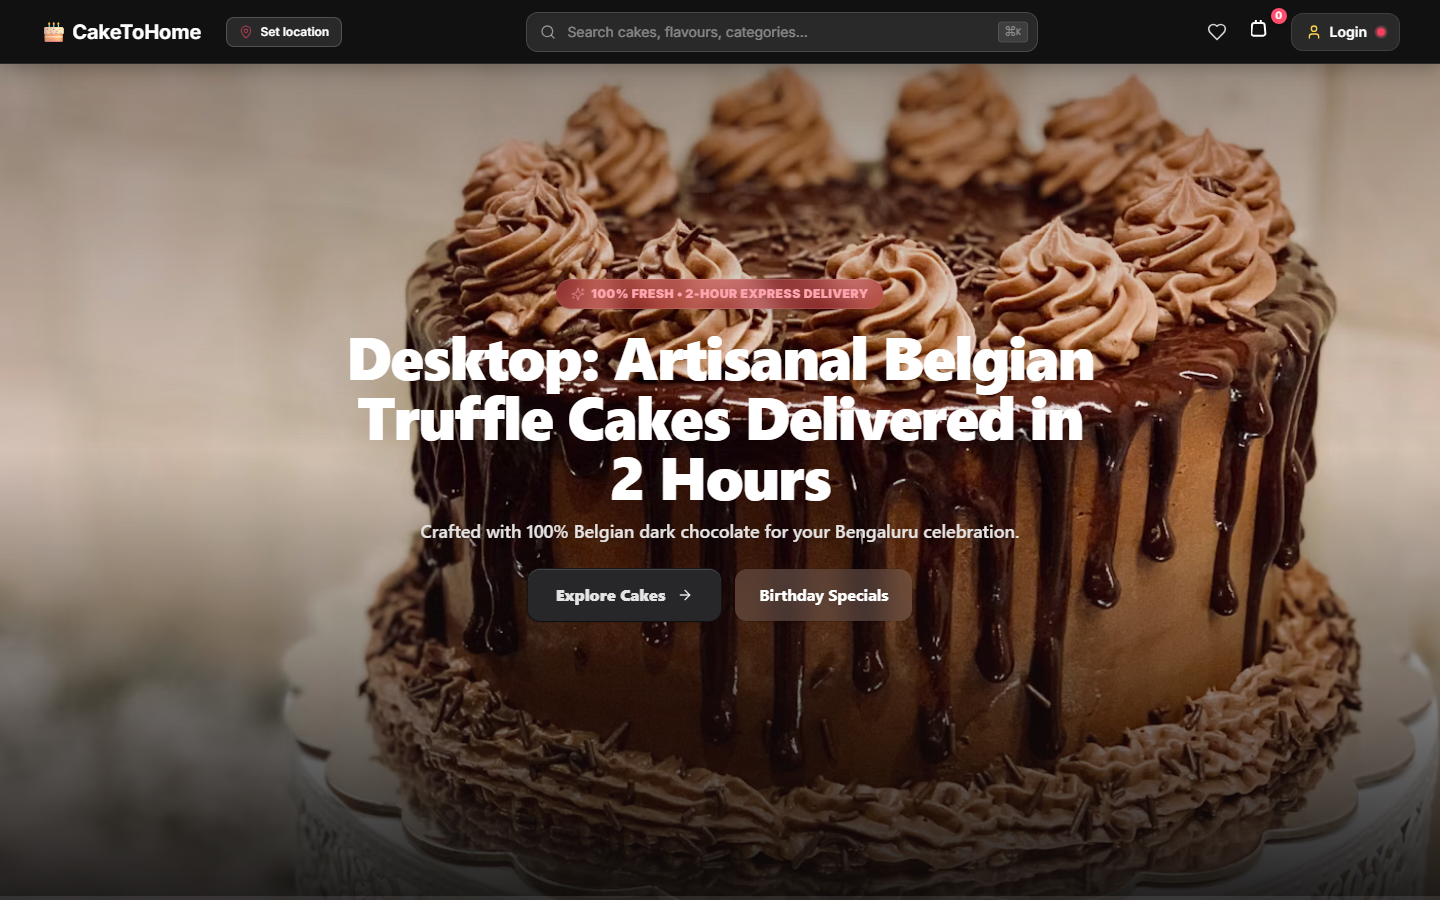 CakeToHome
Set location
Search cakes, flavours, categories...
⌘K
0
Login
100% FRESH • 2-HOUR EXPRESS DELIVERY
Desktop: Artisanal Belgian
Truffle Cakes Delivered in
2 Hours
Crafted with 100% Belgian dark chocolate for your Bengaluru celebration.
Explore Cakes →
Birthday Specials